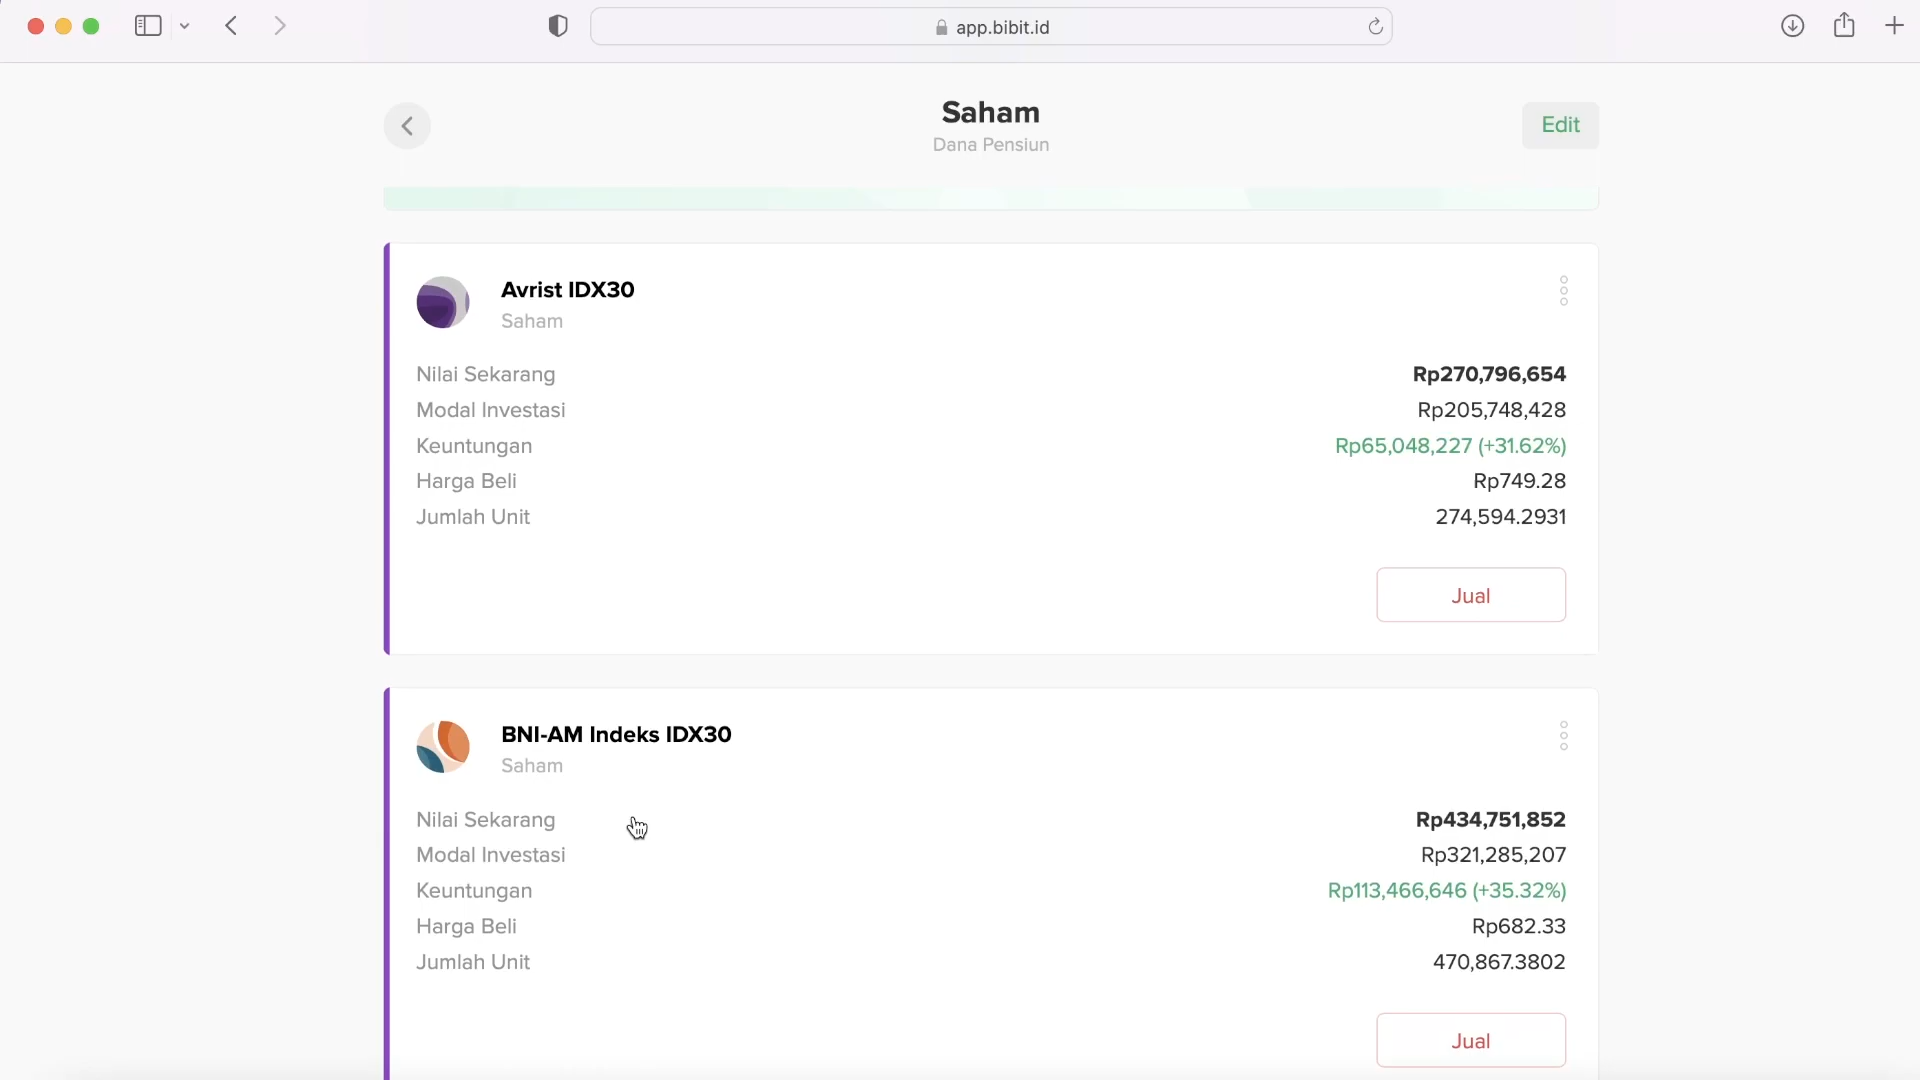 app.bibit.id
Saham
Dana Pensiun
Edit
Avrist IDX30
Saham
Nilai Sekarang Rp270,796,654
Modal Investasi Rp205,748,428
Keuntungan Rp65,048,227 (+31.62%)
Harga Beli Rp749.28
Jumlah Unit 274,594.2931
Jual
BNI-AM Indeks IDX30
Saham
Nilai Sekarang Rp434,751,852
Modal Investasi Rp321,285,207
Keuntungan Rp113,466,646 (+35.32%)
Harga Beli Rp682.33
Jumlah Unit 470,867.3802
Jual